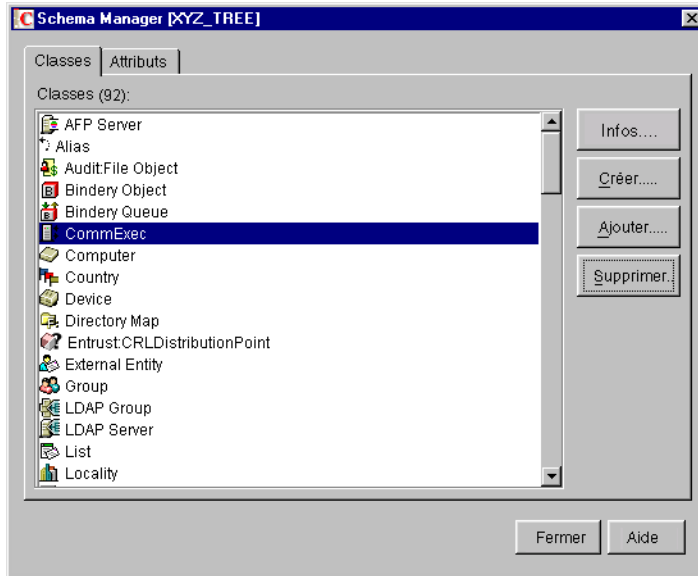 Schema Manager [XYZ_TREE]
Classes
Attributs
Classes (92):
AFP Server
Alias
Audit:File Object
Bindery Object
Bindery Queue
CommExec
Computer
Country
Device
Directory Map
Entrust:CRLDistributionPoint
External Entity
Group
LDAP Group
LDAP Server
List
Locality
Infos....
Créer.....
Ajouter.....
Supprimer..
Fermer
Aide